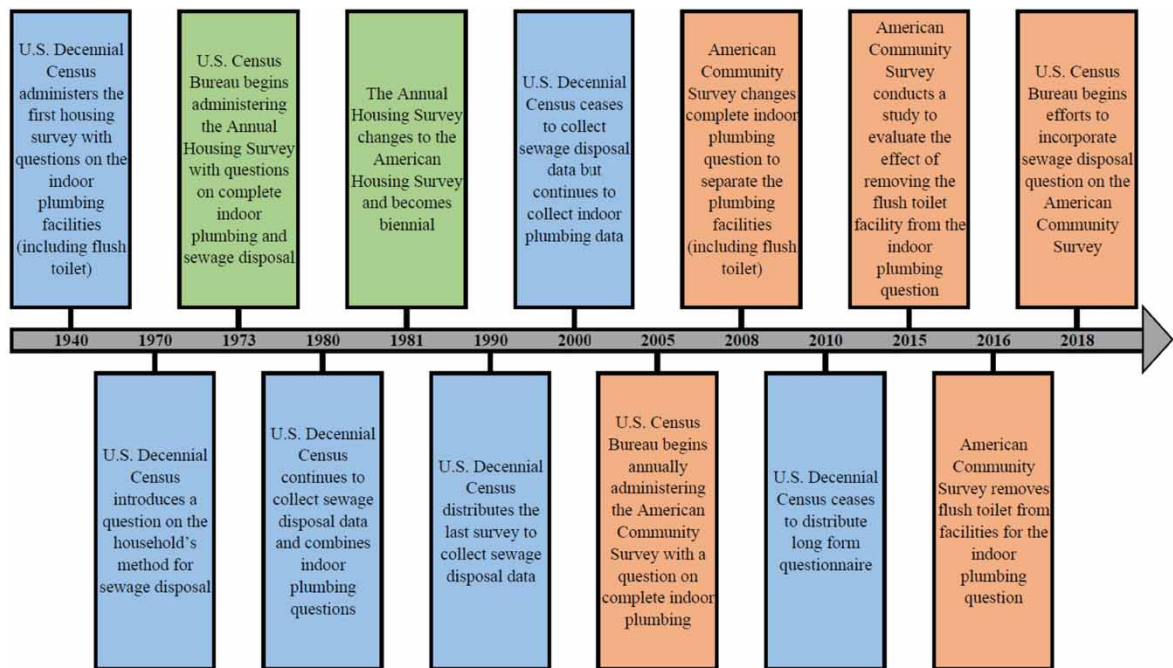 U.S. Decennial
Census
administers the
first housing
survey with
questions on the
indoor
plumbing
facilities
(including flush
toilet)
U.S. Census
Bureau begins
administering
the Annual
Housing Survey
with questions
on complete
indoor
plumbing and
sewage disposal
The Annual
Housing Survey
changes to the
American
Housing Survey
and becomes
biennial
U.S. Decennial
Census ceases
to collect
sewage disposal
data but
continues to
collect indoor
plumbing data
American
Community
Survey changes
complete indoor
plumbing
question to
separate the
plumbing
facilities
(including flush
toilet)
American
Community
Survey
conducts a
study to
evaluate the
effect of
removing the
flush toilet
facility from the
indoor
plumbing
question
U.S. Census
Bureau begins
efforts to
incorporate
sewage disposal
question on the
American
Community
Survey
1940 1970 1973 1980 1981 1990 2000 2005 2008 2010 2015 2016 2018
U.S. Decennial
Census
introduces a
question on the
household's
method for
sewage disposal
U.S. Decennial
Census
continues to
collect sewage
disposal data
and combines
indoor
plumbing
questions
U.S. Decennial
Census
distributes the
last survey to
collect sewage
disposal data
U.S. Census
Bureau begins
annually
administering
the American
Community
Survey with a
question on
complete indoor
plumbing
U.S. Decennial
Census ceases
to distribute
long form
questionnaire
American
Community
Survey removes
flush toilet from
facilities for the
indoor
plumbing
question